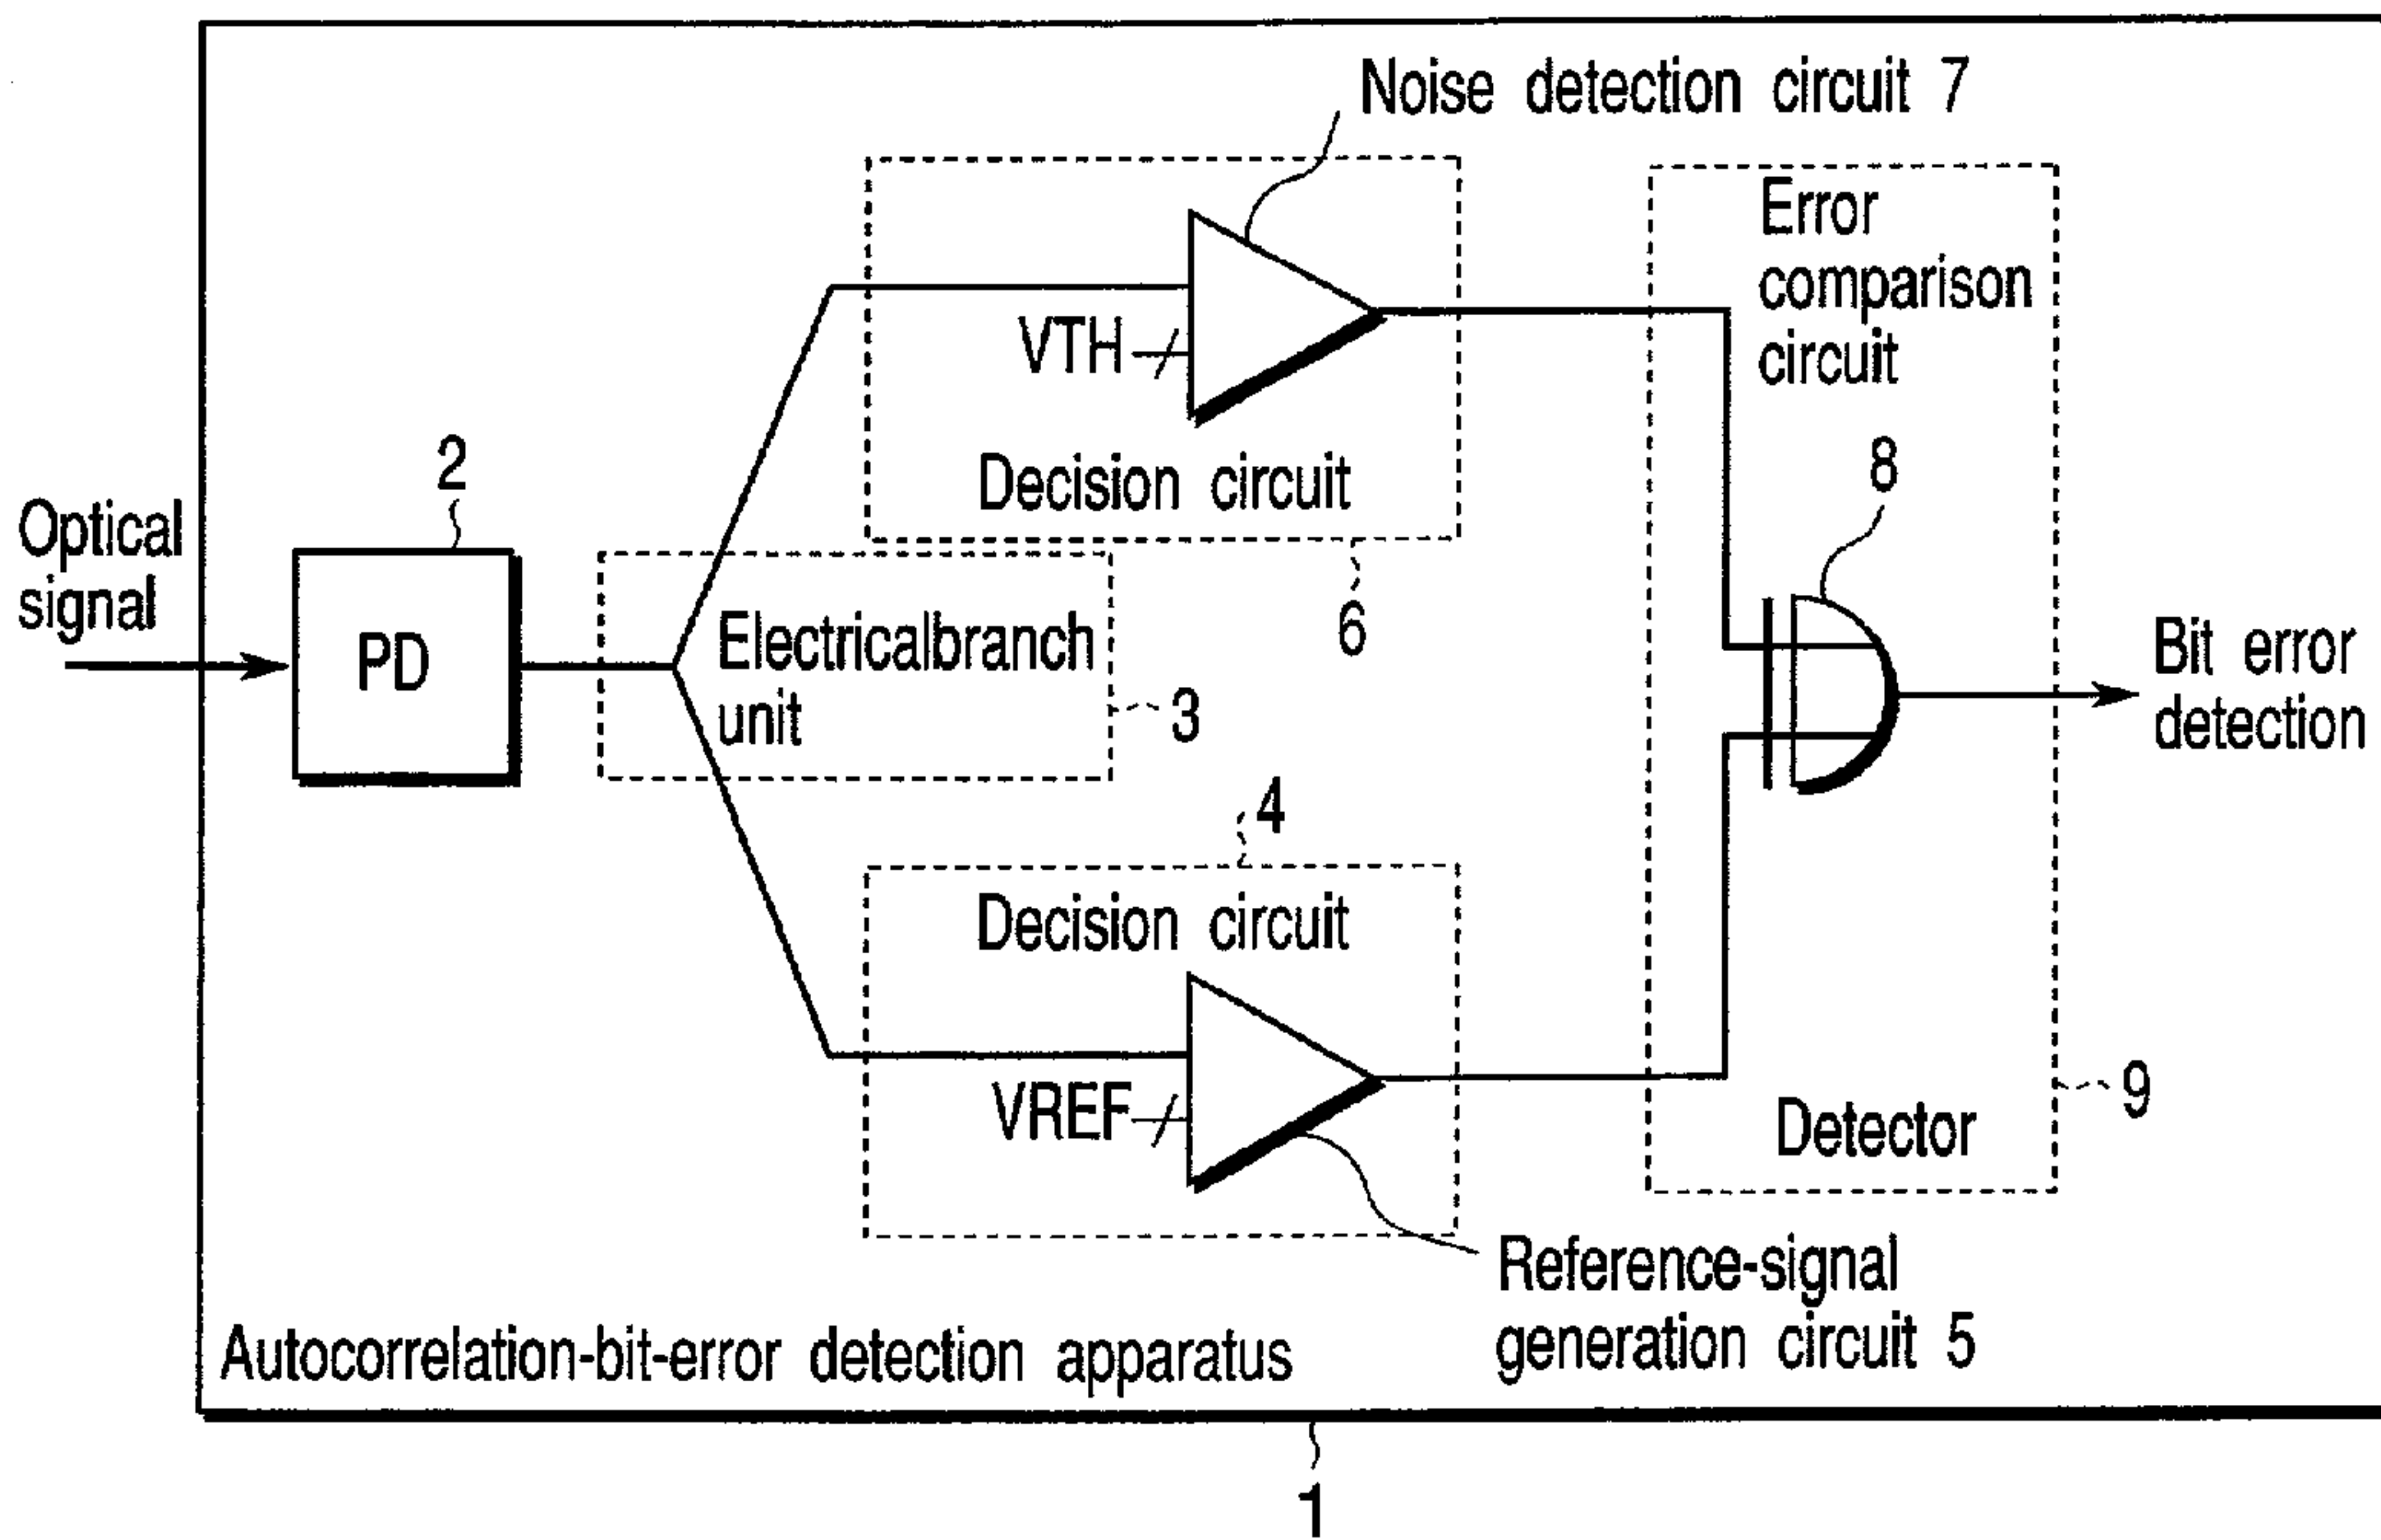 Noise detection circuit 7
Error
comparison
circuit
VTH
Decision circuit
6
8
2
Optical
signal
PD
Electricalbranch
unit
3
Bit error
detection
4
Decision circuit
VREF
Detector
9
Reference-signal
generation circuit 5
Autocorrelation-bit-error detection apparatus
1